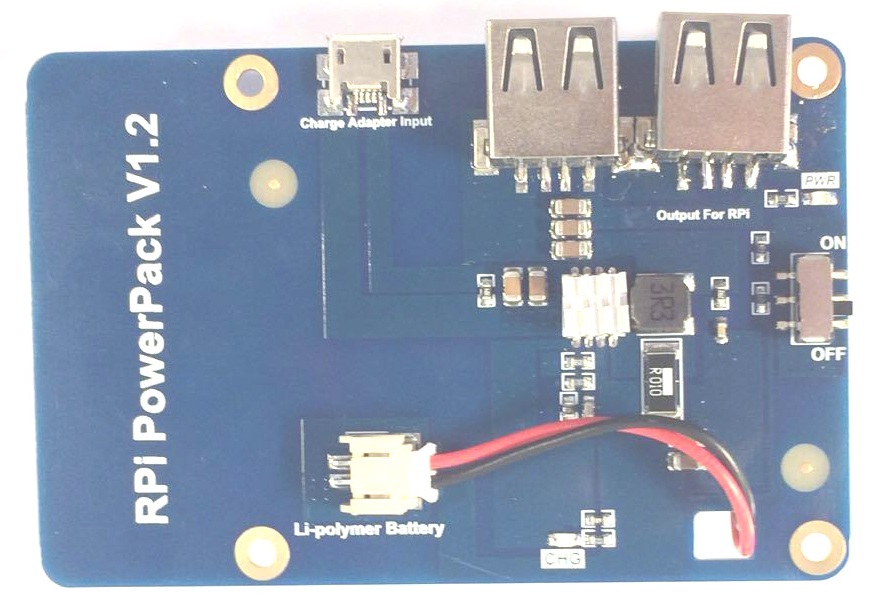 RPi PowerPack V1.2
Charge Adapter Input
PWR
Output For RPi
ON
3R3
OFF
R010
Li-polymer Battery
CHG